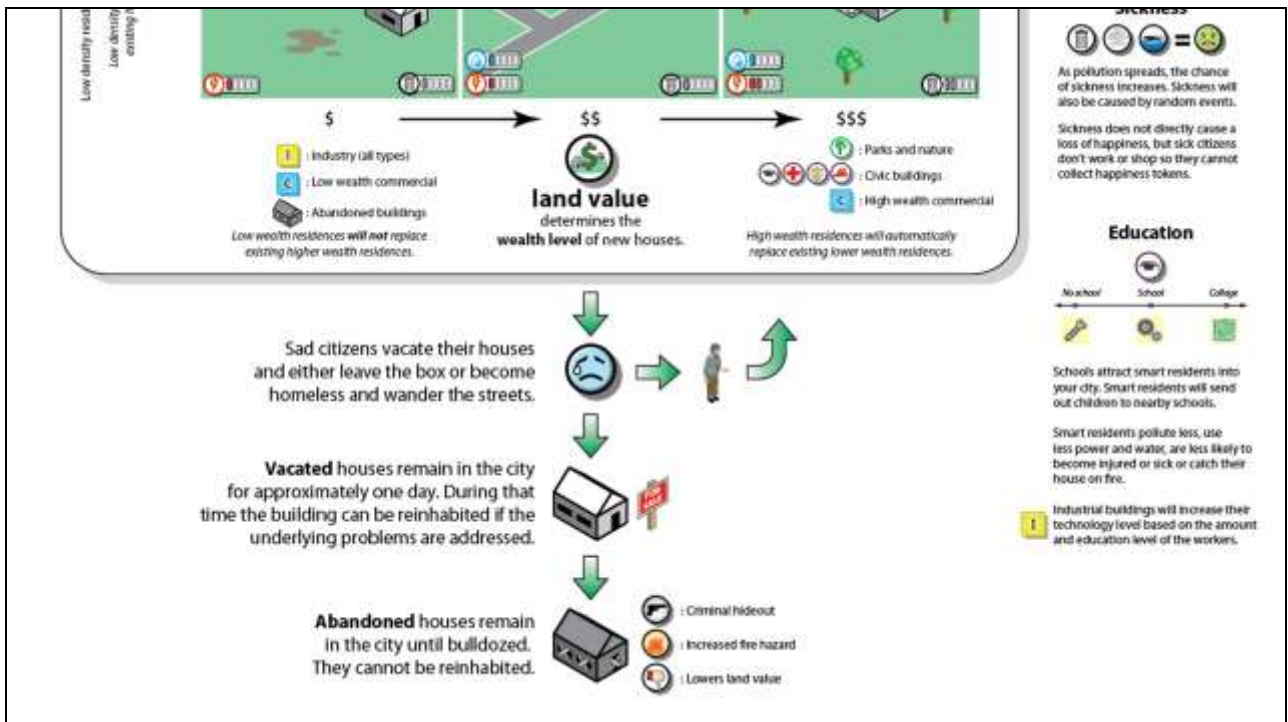 Low density resid
Low density
existing
$
$$
$$$
I : Industry (all types)
C : Low wealth commercial
: Abandoned buildings
Low wealth residences will not replace
existing higher wealth residences.
land value
determines the
wealth level of new houses.
: Parks and nature
: Civic buildings
C : High wealth commercial
High wealth residences will automatically
replace existing lower wealth residences.
Sad citizens vacate their houses
and either leave the box or become
homeless and wander the streets.
Vacated houses remain in the city
for approximately one day. During that
time the building can be reinhabited if the
underlying problems are addressed.
FOR
SALE
Abandoned houses remain
in the city until bulldozed.
They cannot be reinhabited.
: Criminal hideout
: Increased fire hazard
: Lowers land value
Sickness
=
As pollution spreads, the chance
of sickness increases. Sickness will
also be caused by random events.
Sickness does not directly cause a
loss of happiness, but sick citizens
don't work or shop so they cannot
collect happiness tokens.
Education
No school
School
College
Schools attract smart residents into
your city. Smart residents will send
out children to nearby schools.
Smart residents pollute less, use
less power and water, are less likely to
become injured or sick or catch their
house on fire.
I
Industrial buildings will increase their
technology level based on the amount
and education level of the workers.